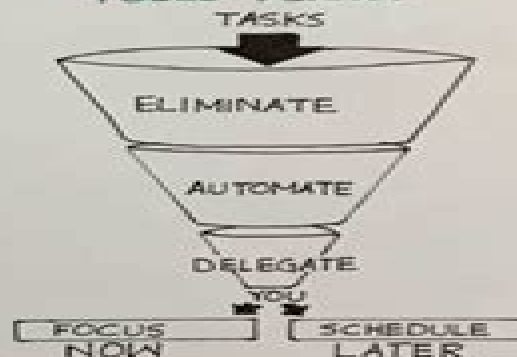 TASKS
ELIMINATE
AUTOMATE
DELEGATE
YOU
FOCUS
NOW
SCHEDULE
LATER